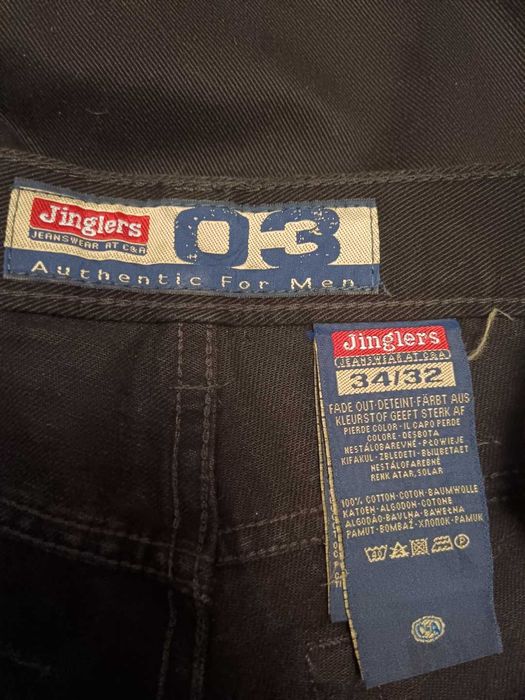 Jinglers
JEANSWEAR AT C&A
03
Authentic For Men
Jinglers
JEANSWEAR AT C&A
34/32
FADE OUT·DETEINT·FÄRBT AUS
KLEURSTOF GEEFT STERK AF
PIERDE COLOR·IL CAPO PERDE
COLORE·DESBOTA
NESTÁLOBAREVNÉ·PŁOWIEJE
KIFAKUL·ZBLEDETI·ВЫЦВЕТАЕТ
NESTÁLOFAREBNÉ
RENK ATAR, SOLAR
100% COTTON·COTON·BAUMWOLLE
KATOEN·ALGODON·COTONE
ALGODÃO·BAVLNA·BAWEŁNA
PAMUT·BOMBAŽ·ХЛОПОК·PAMUK
P
C&A